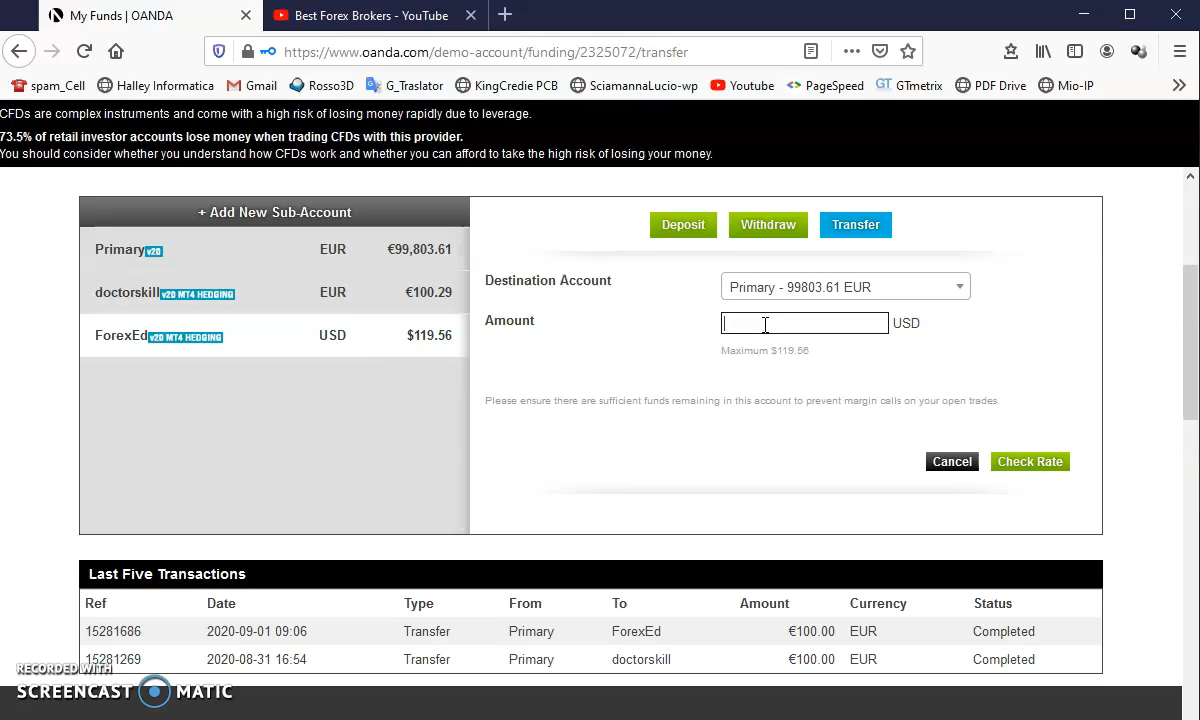 My Funds | OANDA
Best Forex Brokers - YouTube
https://www.oanda.com/demo-account/funding/2325072/transfer
spam_Cell
Halley Informatica
Gmail
Rosso3D
G_Traslator
KingCredie PCB
SciamannaLucio-wp
Youtube
PageSpeed
GT GTmetrix
PDF Drive
Mio-IP
CFDs are complex instruments and come with a high risk of losing money rapidly due to leverage.
73.5% of retail investor accounts lose money when trading CFDs with this provider.
You should consider whether you understand how CFDs work and whether you can afford to take the high risk of losing your money.
+ Add New Sub-Account
Primary v20 EUR €99,803.61
doctorskill v20 MT4 HEDGING EUR €100.29
ForexEd v20 MT4 HEDGING USD $119.56
Deposit Withdraw Transfer
Destination Account Primary - 99803.61 EUR
Amount USD
Maximum $119.56
Please ensure there are sufficient funds remaining in this account to prevent margin calls on your open trades.
Cancel Check Rate
Last Five Transactions
Ref Date Type From To Amount Currency Status
15281686 2020-09-01 09:06 Transfer Primary ForexEd €100.00 EUR Completed
15281269 2020-08-31 16:54 Transfer Primary doctorskill €100.00 EUR Completed
RECORDED WITH
SCREENCAST MATIC